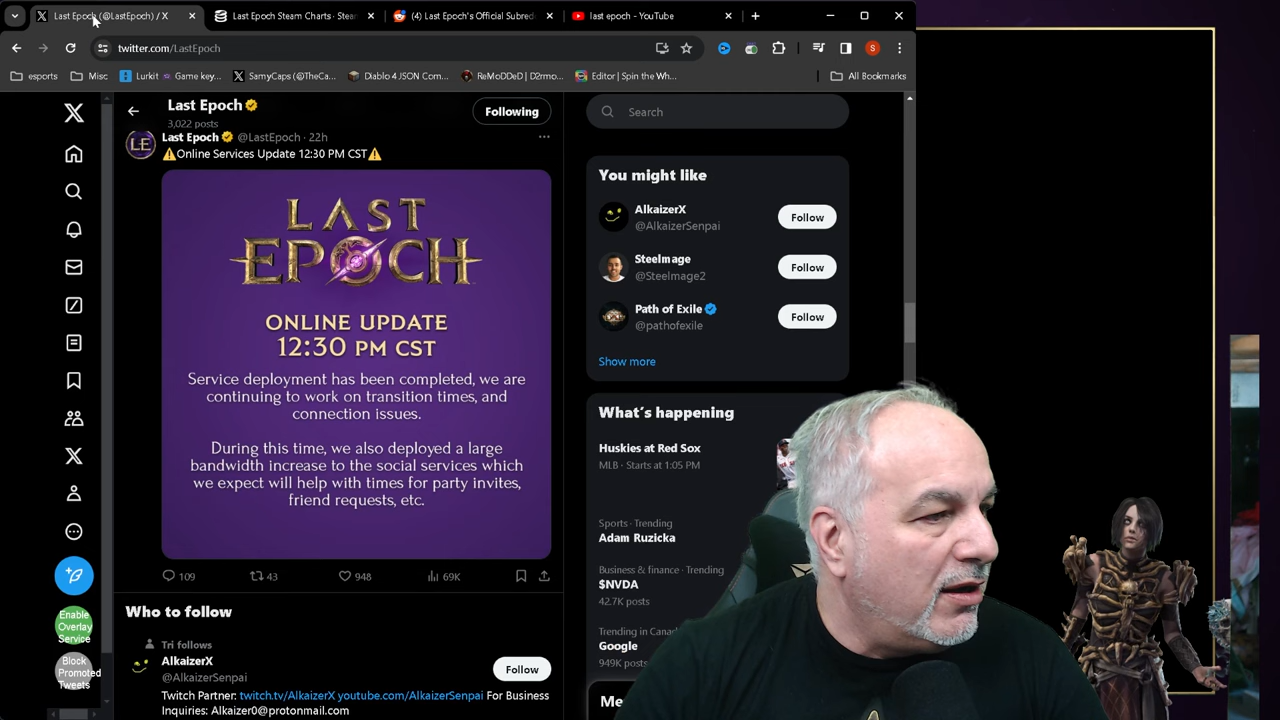 Last Epoch (@LastEpoch) / X
Last Epoch Steam Charts · Stea
(4) Last Epoch's Official Subred
last epoch - YouTube
twitter.com/LastEpoch
S
esports
Misc
Lurkit
Game key...
SamyCaps (@TheCa...
Diablo 4 JSON Com...
ReMoDDeD | D2rmo...
Editor | Spin the Wh...
All Bookmarks
Last Epoch
3,022 posts
Following
Search
LE
Last Epoch @LastEpoch · 22h
⚠️Online Services Update 12:30 PM CST⚠️
LAST
EPOCH
ONLINE UPDATE
12:30 PM CST
Service deployment has been completed, we are
continuing to work on transition times, and
connection issues.
During this time, we also deployed a large
bandwidth increase to the social services which
we expect will help with times for party invites,
friend requests, etc.
109
43
948
69K
You might like
AlkaizerX
@AlkaizerSenpai
Follow
SteeImage
@SteeImage2
Follow
Path of Exile
@pathofexile
Follow
Show more
What's happening
Huskies at Red Sox
MLB · Starts at 1:05 PM
Sports · Trending
Adam Ruzicka
Business & finance · Trending
$NVDA
42.7K posts
Trending in Canad
Google
949K posts
Me
Enable
Overlay
Service
Block
Promoted
Tweets
Who to follow
Tri follows
AlkaizerX
@AlkaizerSenpai
Follow
Twitch Partner: twitch.tv/AlkaizerX youtube.com/AlkaizerSenpai For Business
Inquiries: Alkaizer0@protonmail.com